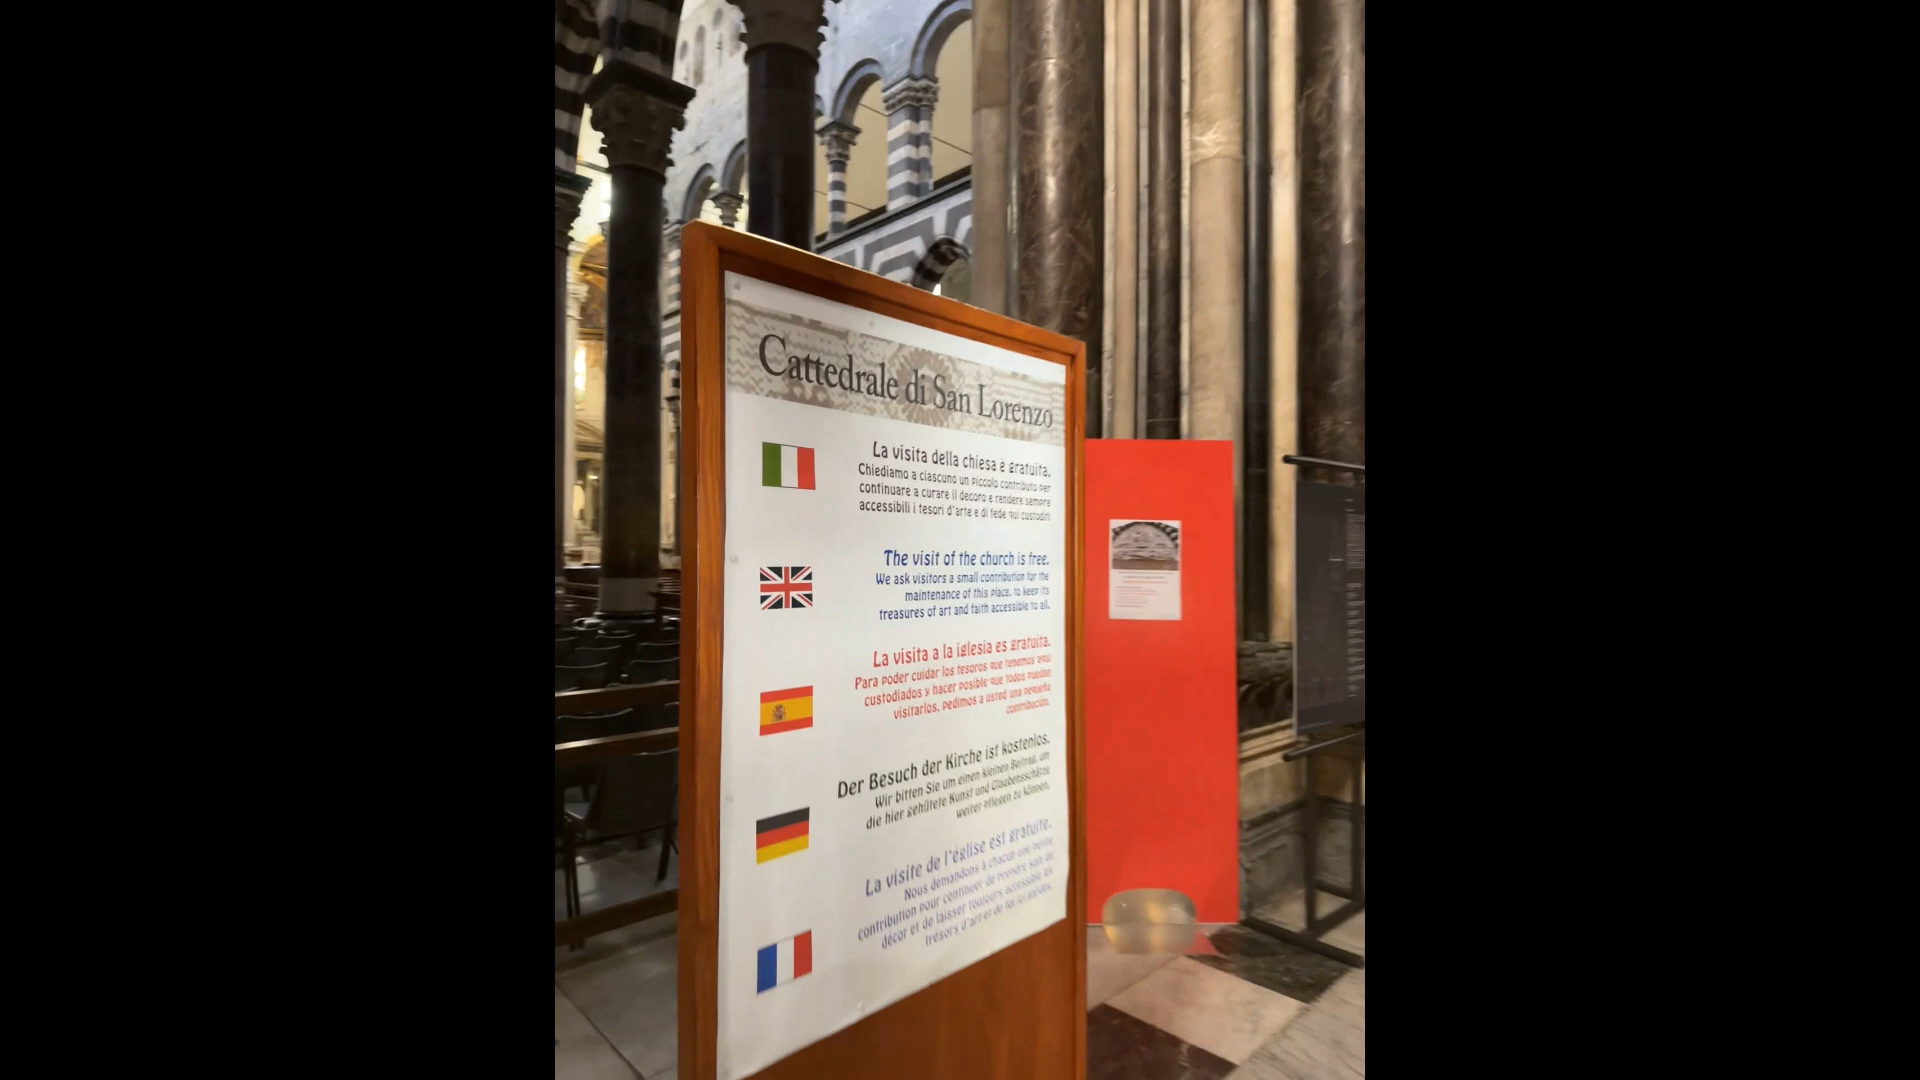 Cattedrale di San Lorenzo
La visita della chiesa è gratuita.
Chiediamo a ciascuno un piccolo contributo per
continuare a curare il decoro e rendere sempre
accessibili i tesori d'arte e di fede qui custoditi
The visit of the church is free.
We ask visitors a small contribution for the
maintenance of this place, to keep its
treasures of art and faith accessible to all.
La visita a la iglesia es gratuita.
Para poder cuidar los tesoros que tenemos aquí
custodiados y hacer posible que todos puedan
visitarlos, pedimos a usted una pequeña
contribución.
Der Besuch der Kirche ist kostenlos.
Wir bitten Sie um einen kleinen Beitrag, um
die hier gehütete Kunst und Glaubensschätze
weiter pflegen zu können.
La visite de l'église est gratuite.
Nous demandons à chacun une petite
contribution pour continuer de prendre soin du
décor et de laisser toujours accessible les
trésors d'art et de foi ici gardés.